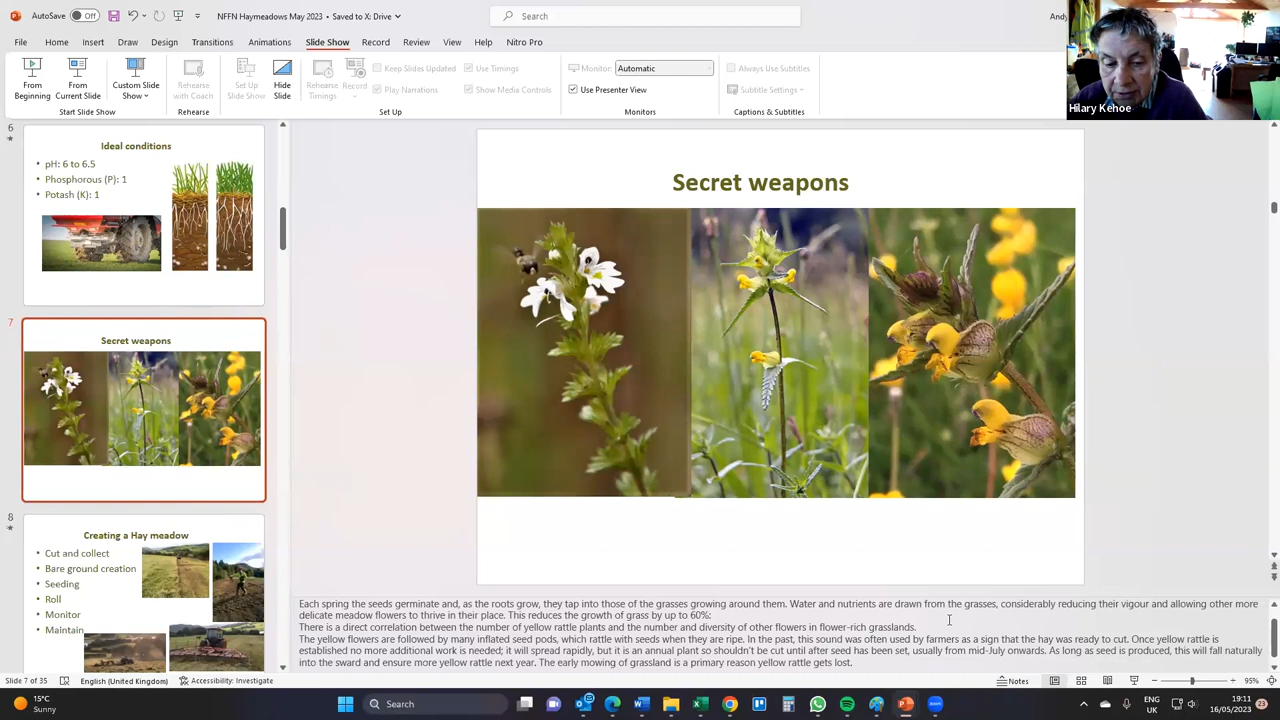 AutoSave Off
NFFN Haymeadows May 2023 • Saved to X: Drive
Search
Andy
File Home Insert Draw Design Transitions Animations Slide Show Record Review View Help Nitro Pro
From Beginning
From Current Slide
Custom Slide Show
Rehearse with Coach
Set Up Slide Show
Hide Slide
Rehearse Timings
Record
Keep Slides Updated
Use Timings
Play Narrations
Show Media Controls
Monitor: Automatic
Use Presenter View
Always Use Subtitles
Subtitle Settings
Start Slide Show
Rehearse
Set Up
Monitors
Captions & Subtitles
Hilary Kehoe
6
Ideal conditions
• pH: 6 to 6.5
• Phosphorous (P): 1
• Potash (K): 1
7
Secret weapons
8
Creating a Hay meadow
• Cut and collect
• Bare ground creation
• Seeding
• Roll
• Monitor
• Maintain
Secret weapons
Each spring the seeds germinate and, as the roots grow, they tap into those of the grasses growing around them. Water and nutrients are drawn from the grasses, considerably reducing their vigour and allowing other more
delicate meadow flowers to thrive in their place. This reduces the growth of grass by up to 60%:
There is a direct correlation between the number of yellow rattle plants and the number and diversity of other flowers in flower-rich grasslands.
The yellow flowers are followed by many inflated seed pods, which rattle with seeds when they are ripe. In the past, this sound was often used by farmers as a sign that the hay was ready to cut. Once yellow rattle is
established no more additional work is needed; it will spread rapidly, but it is an annual plant so shouldn't be cut until after seed has been set, usually from mid-July onwards. As long as seed is produced, this will fall naturally
into the sward and ensure more yellow rattle next year. The early mowing of grassland is a primary reason yellow rattle gets lost.
Slide 7 of 35
English (United Kingdom)
Accessibility: Investigate
Notes
95%
15°C
Sunny
Search
ENG
UK
19:11
16/05/2023